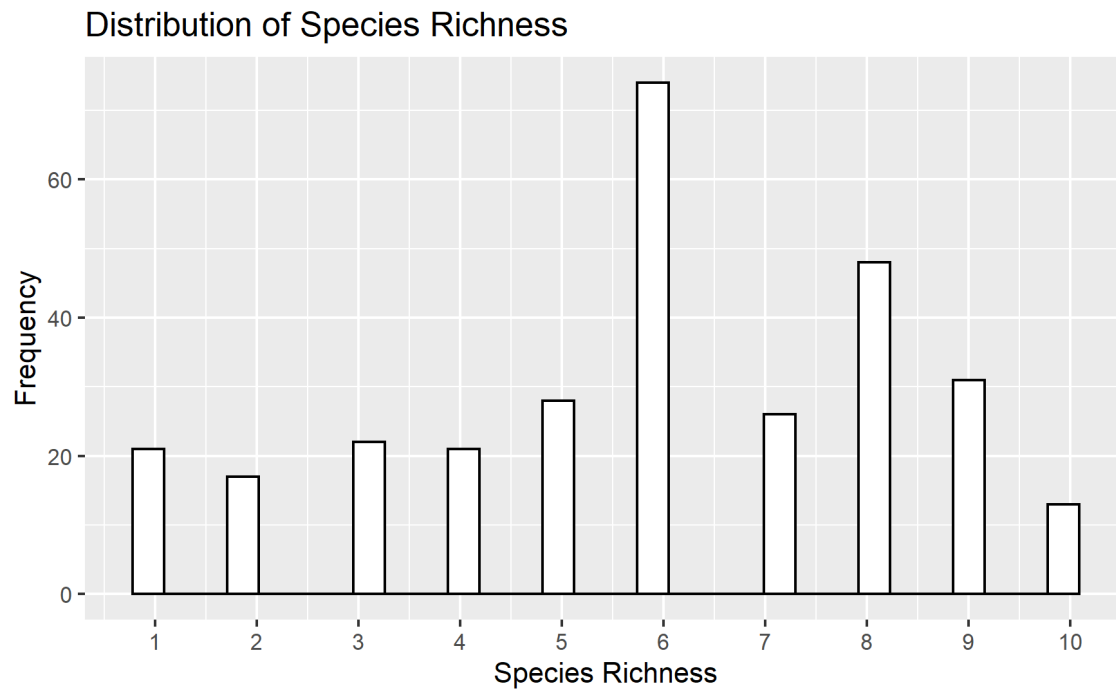 Distribution of Species Richness
60
40
20
0
Frequency
1 2 3 4 5 6 7 8 9 10
Species Richness